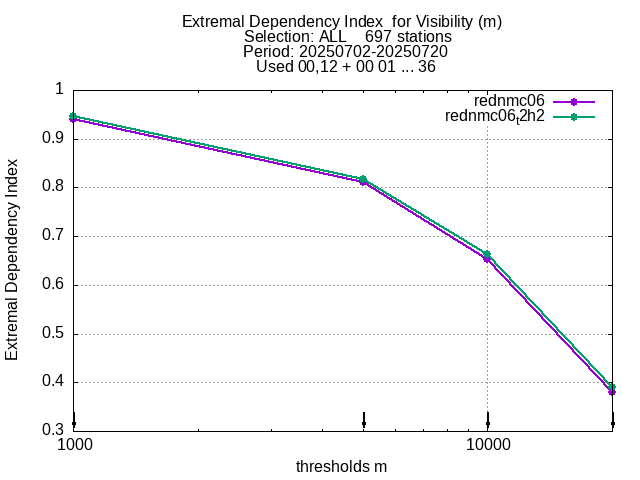 Extremal Dependency Index  for Visibility (m)
Selection: ALL    697 stations
Period: 20250702-20250720
Used 00,12 + 00 01 ... 36
rednmc06
rednmc06_t2h2
1
0.9
0.8
0.7
0.6
0.5
0.4
0.3
Extremal Dependency Index
1000
10000
thresholds m